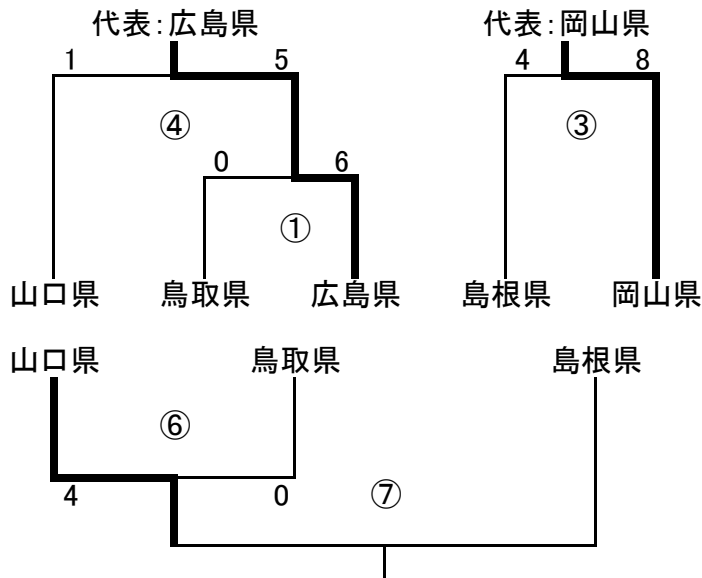 代表：広島県 代表：岡山県
1 5 4 8
④ ③
0 6
①
山口県 鳥取県 広島県 島根県 岡山県
山口県 鳥取県 島根県
⑥
4 0 ⑦